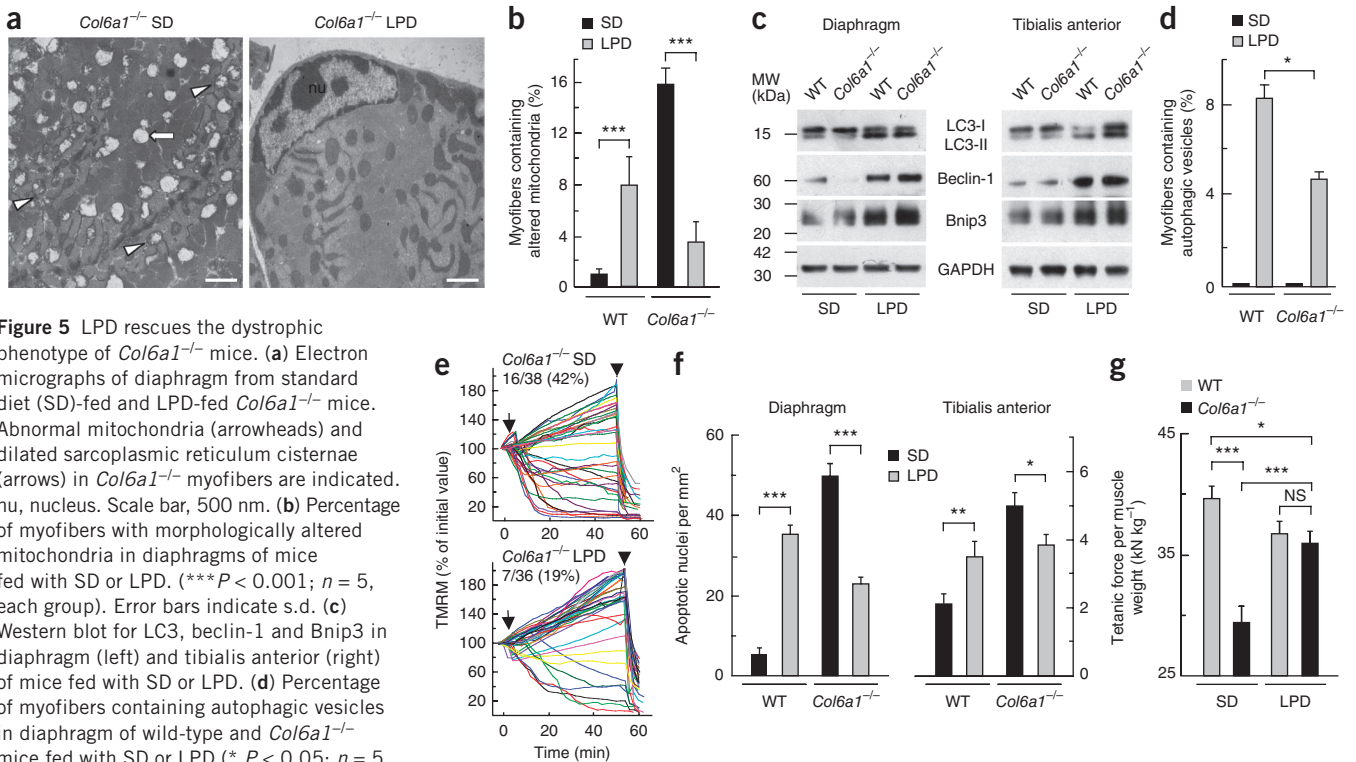 a
Col6a1–/– SD
Col6a1–/– LPD
nu
b
SD
LPD
***
***
Myofibers containing
altered mitochondria (%)
16
12
8
4
0
WT
Col6a1–/–
c
Diaphragm
Tibialis anterior
MW
(kDa)
WT
Col6a1–/–
WT
Col6a1–/–
WT
Col6a1–/–
WT
Col6a1–/–
15
LC3-I
LC3-II
60
Beclin-1
30
20
Bnip3
42
30
GAPDH
SD
LPD
SD
LPD
d
SD
LPD
*
Myofibers containing
autophagic vesicles (%)
8
4
0
WT
Col6a1–/–
Figure 5 LPD rescues the dystrophic
phenotype of Col6a1–/– mice. (a) Electron
micrographs of diaphragm from standard
diet (SD)-fed and LPD-fed Col6a1–/– mice.
Abnormal mitochondria (arrowheads) and
dilated sarcoplasmic reticulum cisternae
(arrows) in Col6a1–/– myofibers are indicated.
nu, nucleus. Scale bar, 500 nm. (b) Percentage
of myofibers with morphologically altered
mitochondria in diaphragms of mice
fed with SD or LPD. (***P < 0.001; n = 5,
each group). Error bars indicate s.d. (c)
Western blot for LC3, beclin-1 and Bnip3 in
diaphragm (left) and tibialis anterior (right)
of mice fed with SD or LPD. (d) Percentage
of myofibers containing autophagic vesicles
in diaphragm of wild-type and Col6a1–/–
mice fed with SD or LPD (* P < 0.05; n = 5
e
Col6a1–/– SD
16/38 (42%)
180
140
100
60
20
Col6a1–/– LPD
7/36 (19%)
180
140
100
60
20
TMRM (% of initial value)
0
20
40
60
Time (min)
f
Diaphragm
Tibialis anterior
SD
LPD
***
***
**
*
Apoptotic nuclei per mm2
60
40
20
0
6
4
2
0
WT
Col6a1–/–
WT
Col6a1–/–
g
WT
Col6a1–/–
*
***
***
NS
Tetanic force per muscle
weight (kN kg–1)
45
35
25
SD
LPD